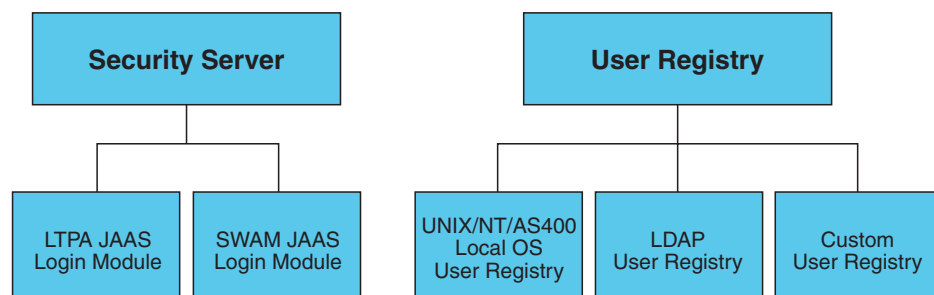 Security Server
User Registry
LTPA JAAS
Login Module
SWAM JAAS
Login Module
UNIX/NT/AS400
Local OS
User Registry
LDAP
User Registry
Custom
User Registry